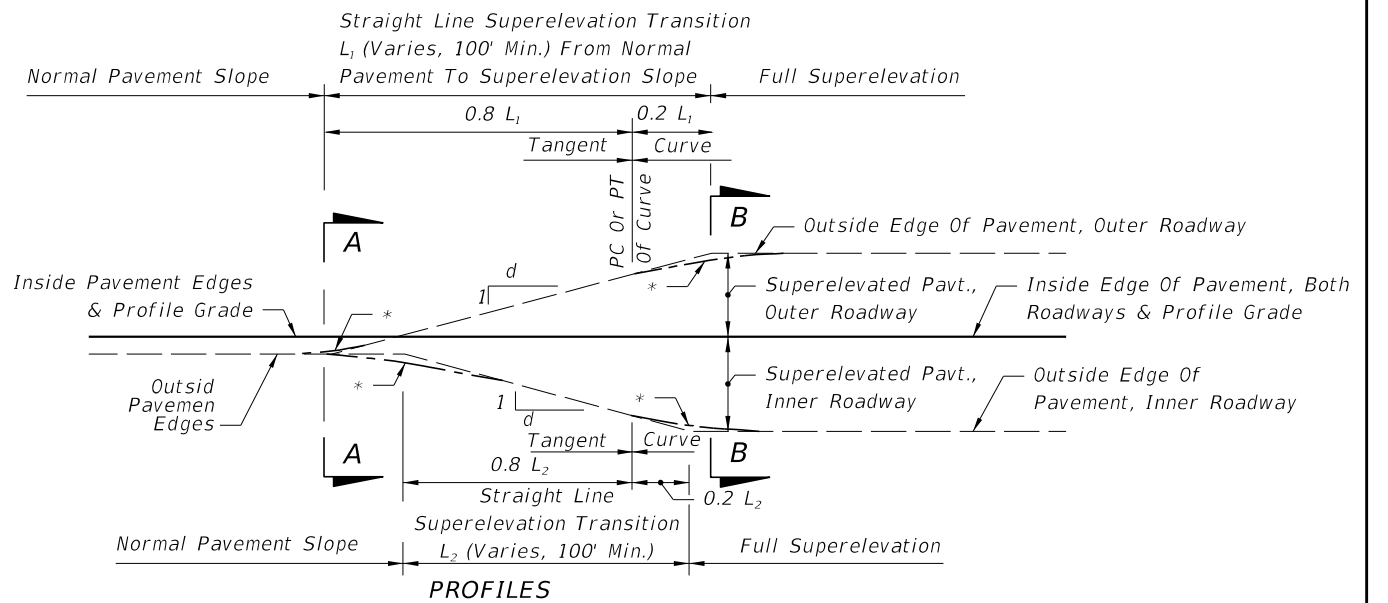 Straight Line Superelevation Transition
L₁ (Varies, 100' Min.) From Normal
Pavement To Superelevation Slope
Normal Pavement Slope
Full Superelevation
0.8 L₁
0.2 L₁
Tangent
Curve
PC Or PT
Of Curve
A
B
Outside Edge Of Pavement, Outer Roadway
d
1
*
Inside Pavement Edges
& Profile Grade
*
Superelevated Pavt.,
Outer Roadway
Inside Edge Of Pavement, Both
Roadways & Profile Grade
Outsid
Pavemen
Edges
*
1
d
*
Superelevated Pavt.,
Inner Roadway
Outside Edge Of
Pavement, Inner Roadway
Tangent
Curve
A
B
0.8 L₂
0.2 L₂
Straight Line
Superelevation Transition
L₂ (Varies, 100' Min.)
Normal Pavement Slope
Full Superelevation
PROFILES